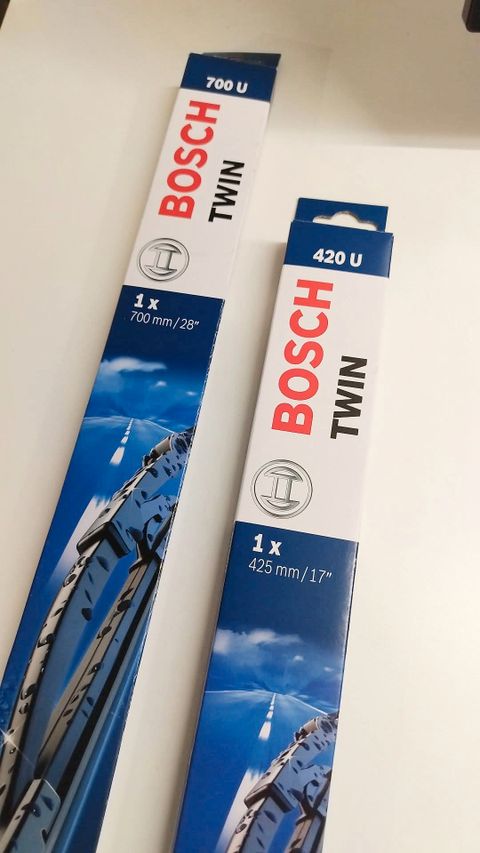 700 U
BOSCH
TWIN
1 x
700 mm/28”
420 U
BOSCH
TWIN
1 x
425 mm/17”